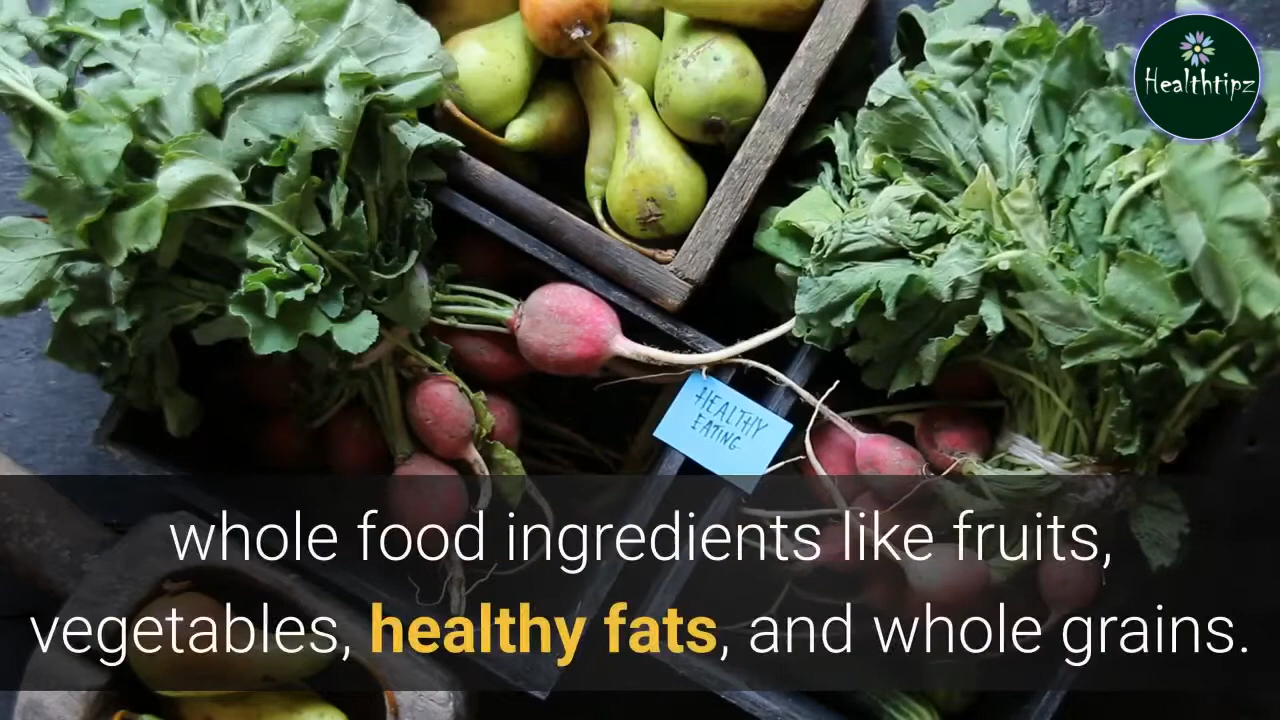 Healthtipz
HEALTHY
EATING
whole food ingredients like fruits,
vegetables, healthy fats, and whole grains.